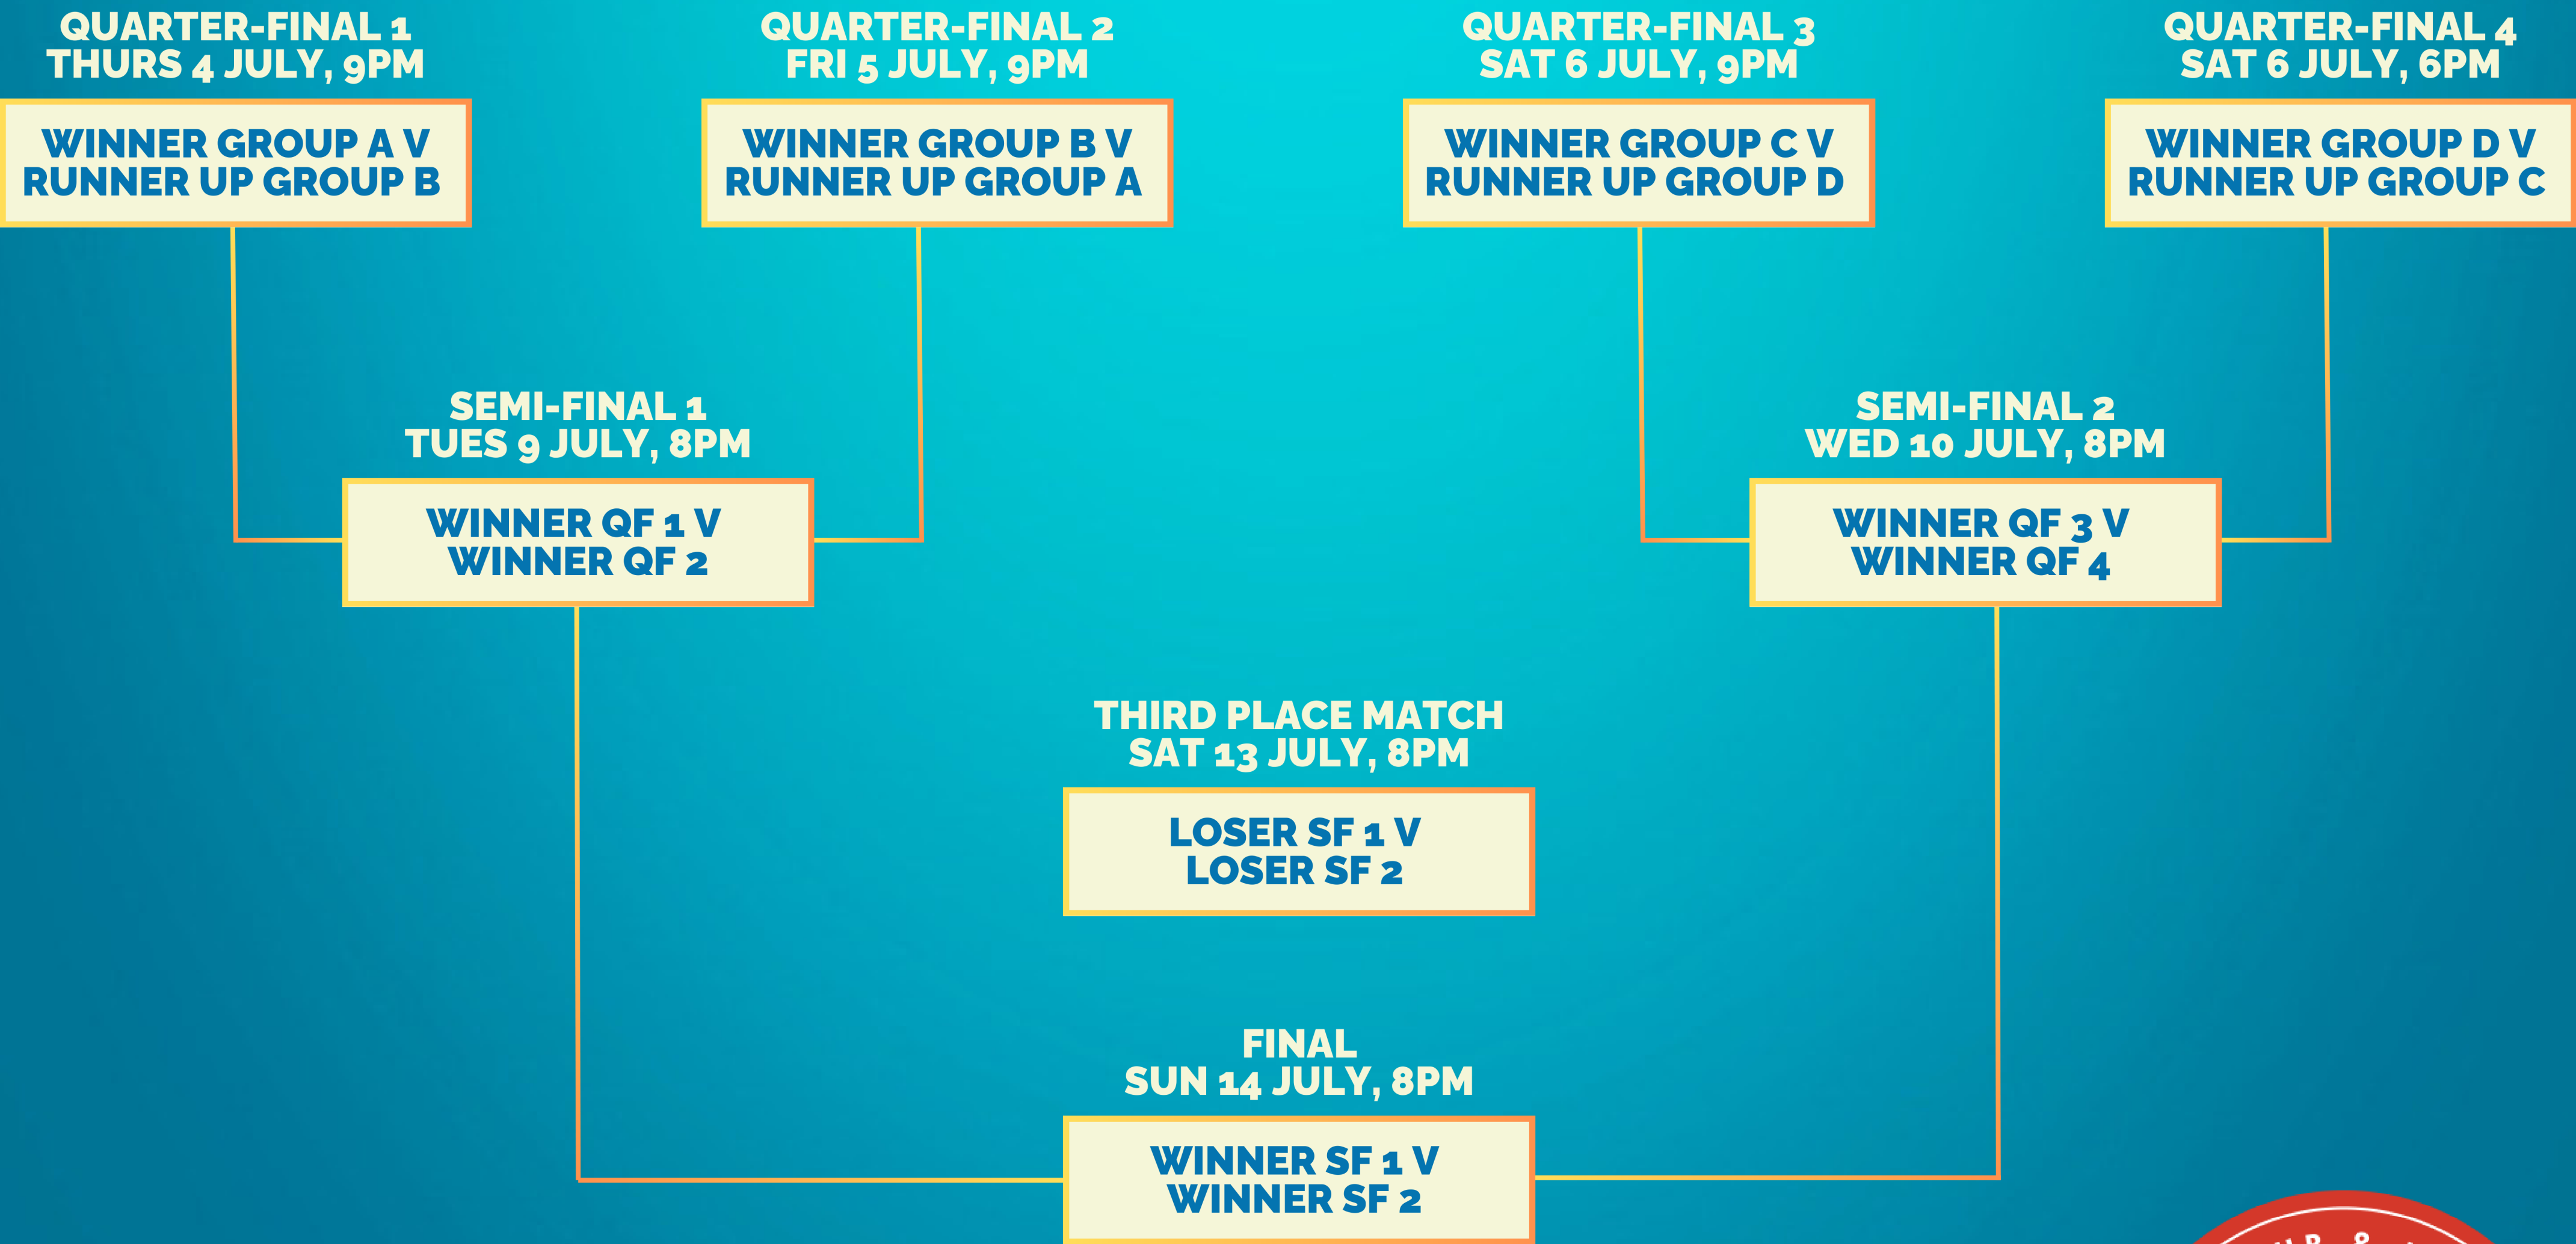 QUARTER-FINAL 1
THURS 4 JULY, 9PM
WINNER GROUP A V
RUNNER UP GROUP B
QUARTER-FINAL 2
FRI 5 JULY, 9PM
WINNER GROUP B V
RUNNER UP GROUP A
QUARTER-FINAL 3
SAT 6 JULY, 9PM
WINNER GROUP C V
RUNNER UP GROUP D
QUARTER-FINAL 4
SAT 6 JULY, 6PM
WINNER GROUP D V
RUNNER UP GROUP C
SEMI-FINAL 1
TUES 9 JULY, 8PM
WINNER QF 1 V
WINNER QF 2
SEMI-FINAL 2
WED 10 JULY, 8PM
WINNER QF 3 V
WINNER QF 4
THIRD PLACE MATCH
SAT 13 JULY, 8PM
LOSER SF 1 V
LOSER SF 2
FINAL
SUN 14 JULY, 8PM
WINNER SF 1 V
WINNER SF 2